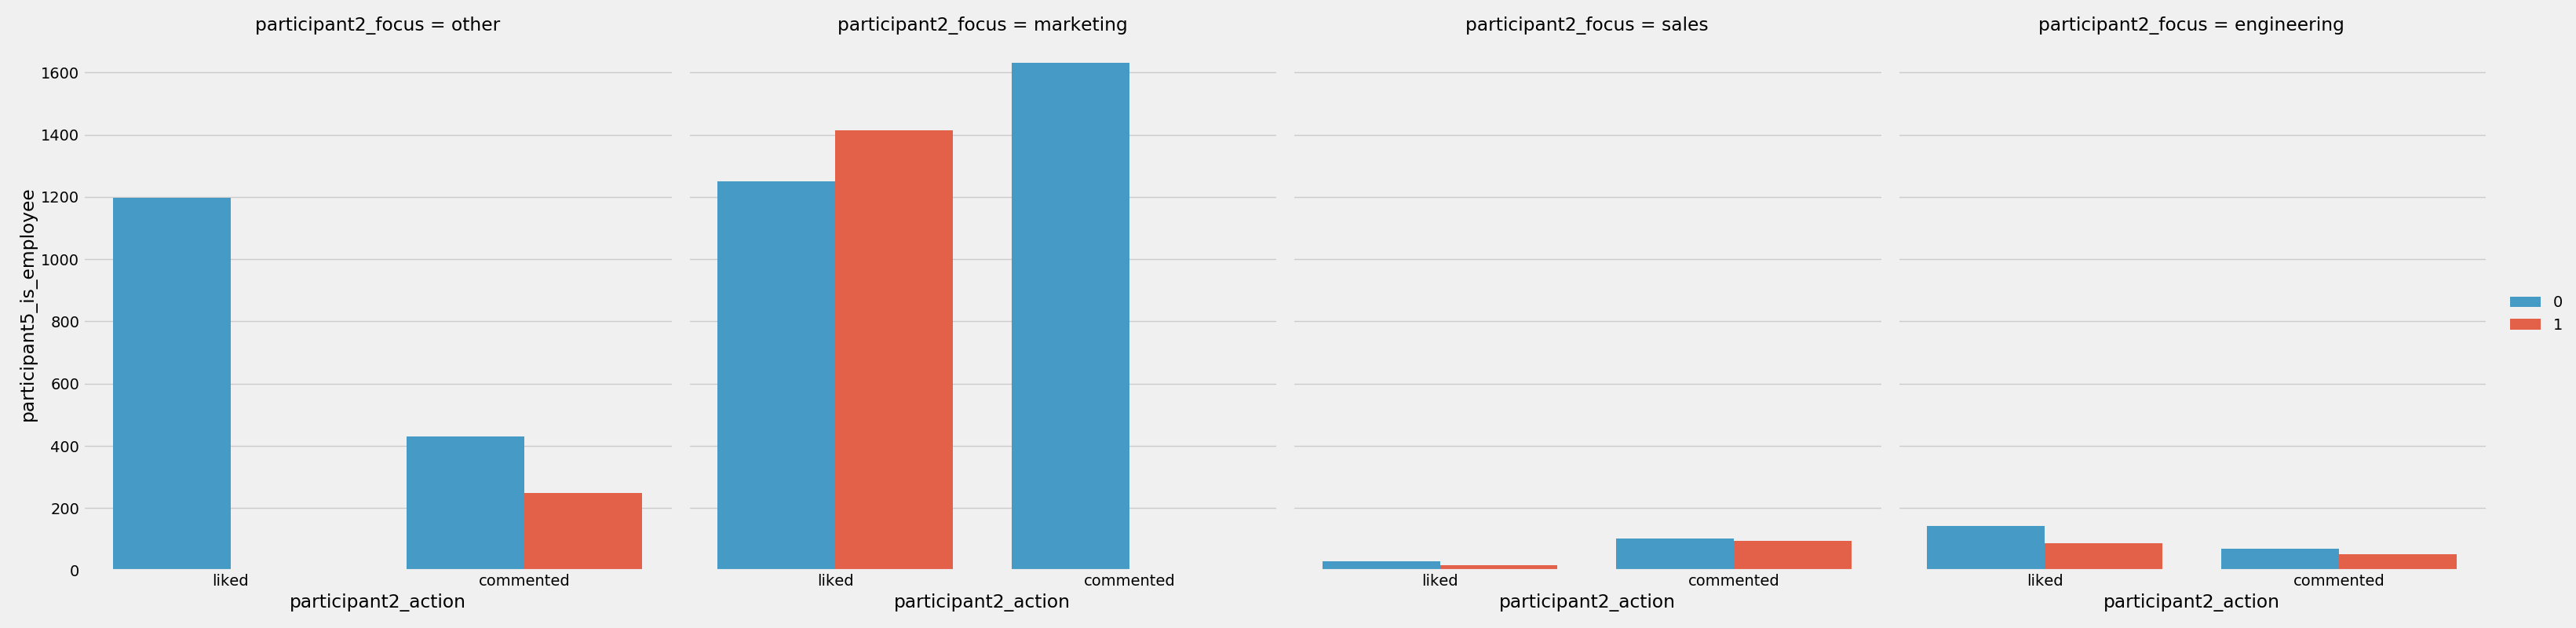 participant2_focus = other
participant2_focus = marketing
participant2_focus = sales
participant2_focus = engineering
participant5_is_employee
1600
1400
1200
1000
800
600
400
200
0
0
1
liked
commented
liked
commented
liked
commented
liked
commented
participant2_action
participant2_action
participant2_action
participant2_action